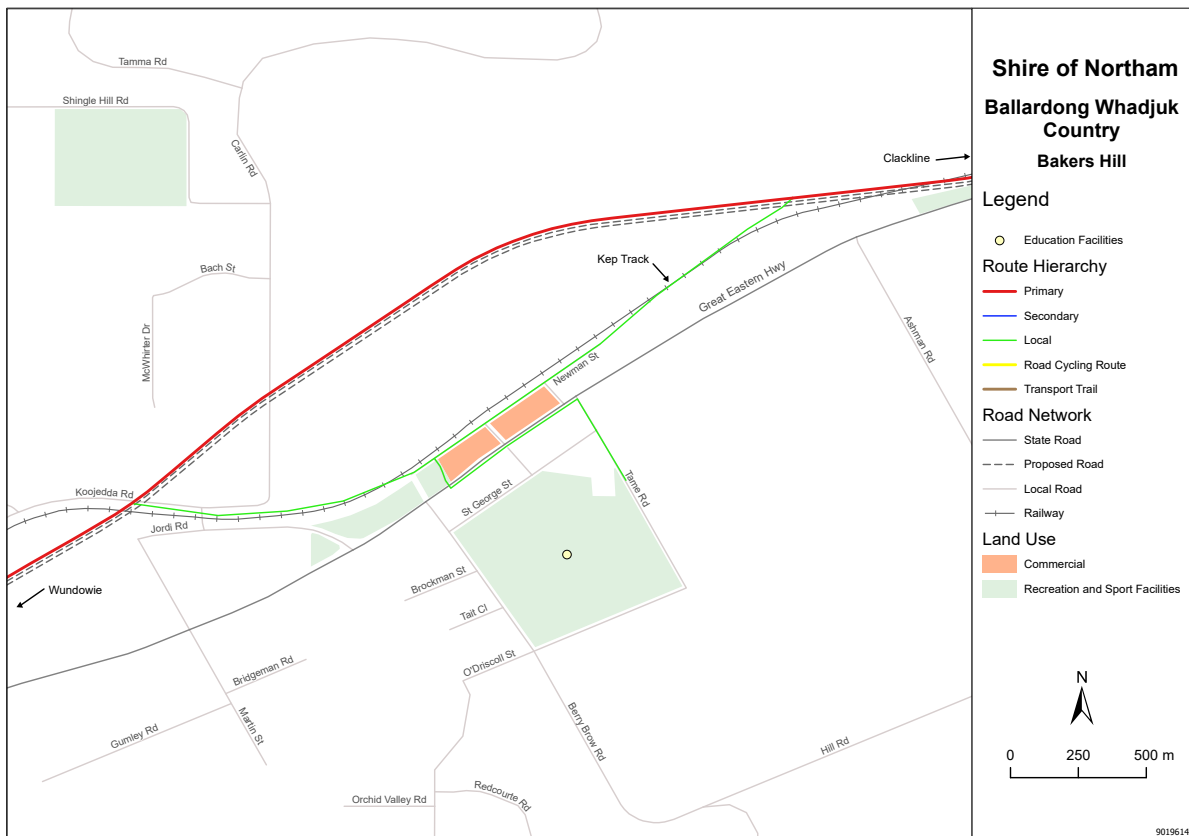 Tamma Rd
Shingle Hill Rd
Carlin Rd
Clackline
Bach St
Kep Track
Great Eastern Hwy
McWhirter Dr
Ashman Rd
Newman St
Koojedda Rd
Jordi Rd
St George St
Tame Rd
Wundowie
Brockman St
Tait Cl
O'Driscoll St
Bridgeman Rd
Gumley Rd
Martin St
Berry Brow Rd
Hill Rd
Orchid Valley Rd
Redcourte Rd
Shire of Northam
Ballardong Whadjuk
Country
Bakers Hill
Legend
Education Facilities
Route Hierarchy
Primary
Secondary
Local
Road Cycling Route
Transport Trail
Road Network
State Road
Proposed Road
Local Road
Railway
Land Use
Commercial
Recreation and Sport Facilities
N
0 250 500 m
9019614